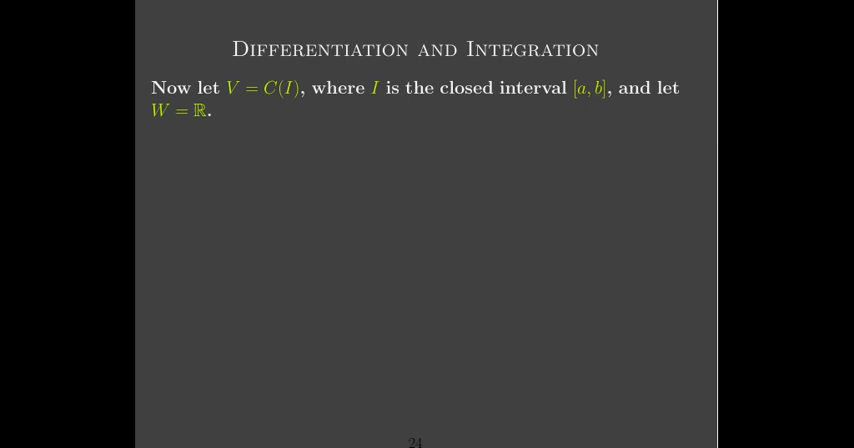 Differentiation and Integration
Now let V = C(I), where I is the closed interval [a, b], and let
W = ℝ.
24